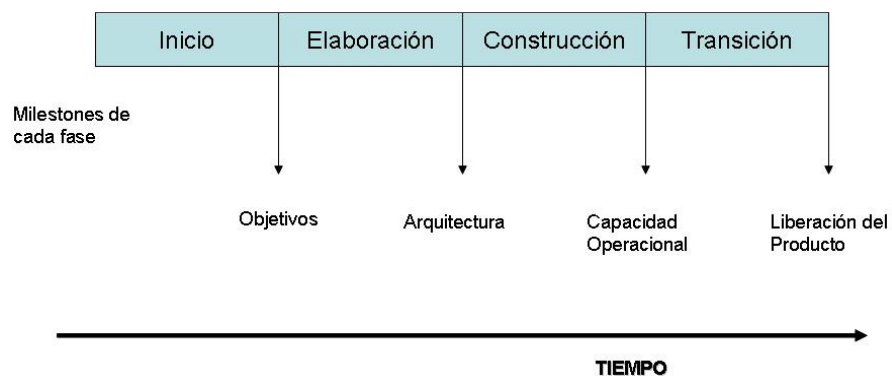 Inicio Elaboración Construcción Transición
Milestones de
cada fase
Objetivos Arquitectura Capacidad Liberación del
Operacional Producto
TIEMPO